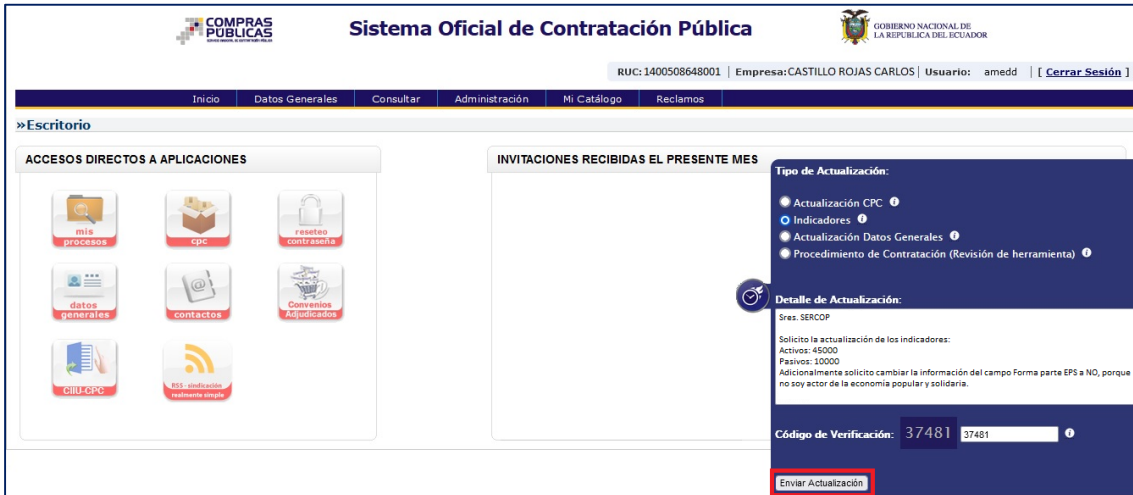 COMPRAS
PÚBLICAS
Sistema Oficial de Contratación Pública
GOBIERNO NACIONAL DE
LA REPUBLICA DEL ECUADOR
RUC: 1400508648001 | Empresa:CASTILLO ROJAS CARLOS | Usuario: amedd | [ Cerrar Sesión ]
Inicio Datos Generales Consultar Administración Mi Catálogo Reclamos
»Escritorio
ACCESOS DIRECTOS A APLICACIONES
mis
procesos
cpc
reseteo
contraseña
datos
generales
contactos
Convenios
Adjudicados
CIIU-CPC
RSS - sindicación
realmente simple
INVITACIONES RECIBIDAS EL PRESENTE MES
Tipo de Actualización:
Actualización CPC
Indicadores
Actualización Datos Generales
Procedimiento de Contratación (Revisión de herramienta)
Detalle de Actualización:
Sres. SERCOP
Solicito la actualización de los indicadores:
Activos: 45000
Pasivos: 10000
Adicionalmente solicito cambiar la información del campo Forma parte EPS a NO, porque
no soy actor de la economía popular y solidaria.
Código de Verificación: 37481 37481
Enviar Actualización